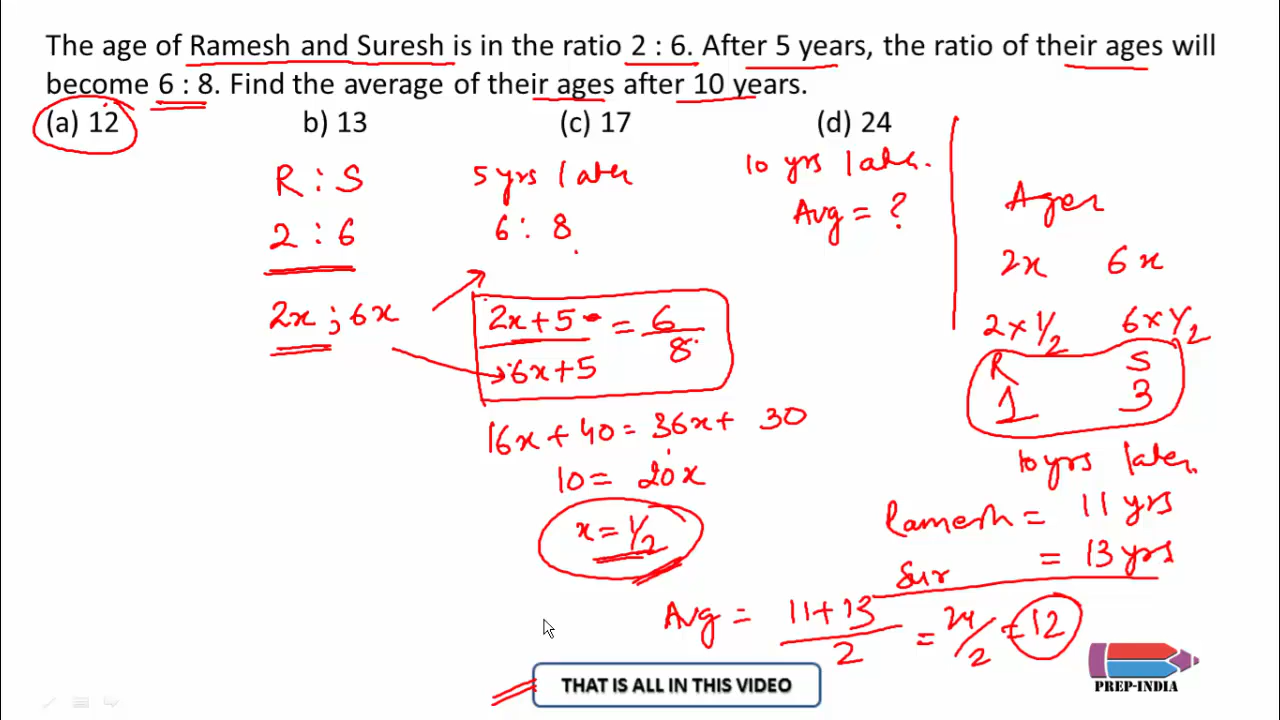 The age of Ramesh and Suresh is in the ratio 2 : 6. After 5 years, the ratio of their ages will
become 6 : 8. Find the average of their ages after 10 years.
(a) 12 b) 13 (c) 17 (d) 24
R : S
2 : 6
2x ; 6x
5 yrs later
6 : 8
2x+5 = 6
6x+5 8
16x + 40 = 36x + 30
10 = 20x
x = 1/2
10 yrs later.
Avg = ?
Ages
2x 6x
2 x 1/2 6 x 1/2
R S
1 3
10 yrs later
Ramesh = 11 yrs
Sur = 13 yrs
Avg = 11+13 = 24/2 = 12
2
THAT IS ALL IN THIS VIDEO
PREP-INDIA